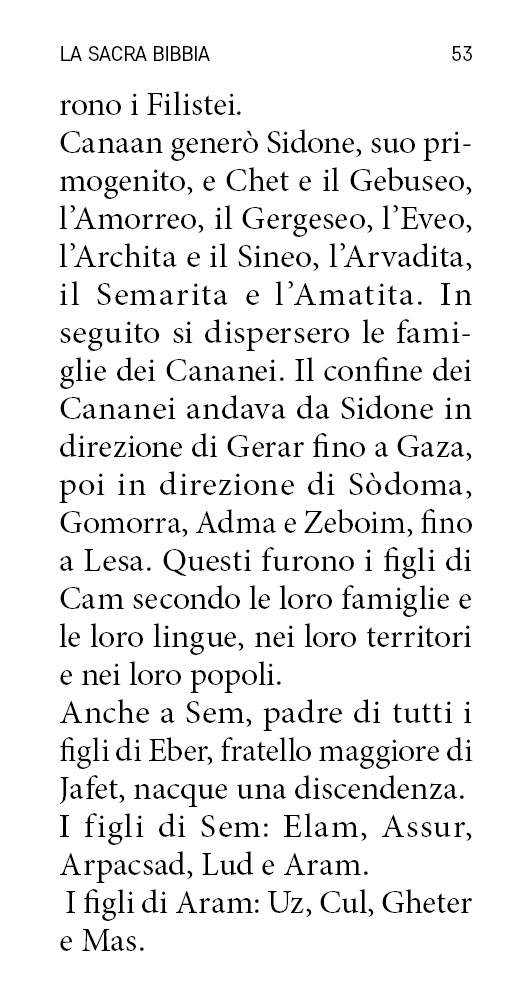 LA SACRA BIBBIA 53
rono i Filistei.
Canaan generò Sidone, suo pri-
mogenito, e Chet e il Gebuseo,
l’Amorreo, il Gergeseo, l’Eveo,
l’Archita e il Sineo, l’Arvadita,
il Semarita e l’Amatita. In
seguito si dispersero le fami-
glie dei Cananei. Il confine dei
Cananei andava da Sidone in
direzione di Gerar fino a Gaza,
poi in direzione di Sòdoma,
Gomorra, Adma e Zeboim, fino
a Lesa. Questi furono i figli di
Cam secondo le loro famiglie e
le loro lingue, nei loro territori
e nei loro popoli.
Anche a Sem, padre di tutti i
figli di Eber, fratello maggiore di
Jafet, nacque una discendenza.
I figli di Sem: Elam, Assur,
Arpacsad, Lud e Aram.
I figli di Aram: Uz, Cul, Gheter
e Mas.